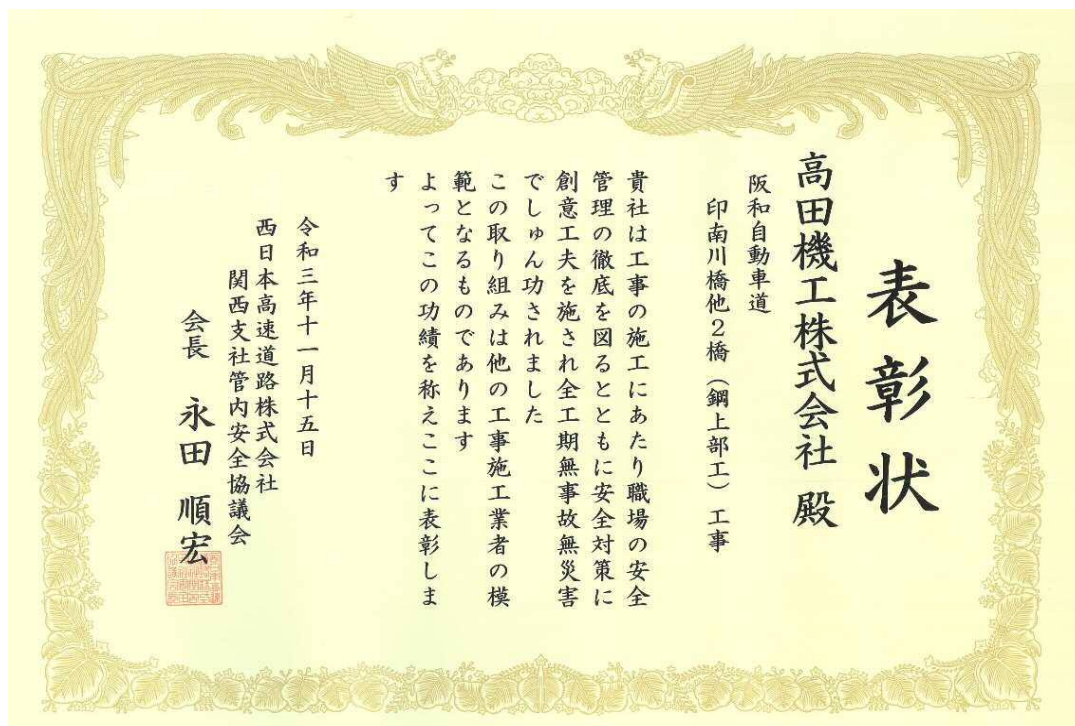 表彰状
高田機工株式会社 殿
阪和自動車道
印南川橋他２橋（鋼上部工）工事
貴社は工事の施工にあたり職場の安全
管理の徹底を図るとともに安全対策に
創意工夫を施され全工期無事故無災害
でしゅん功されました
この取り組みは他の工事施工業者の模
範となるものであります
よってこの功績を称えここに表彰しま
す
令和三年十一月十五日
西日本高速道路株式会社
関西支社管内安全協議会
会長 永田 順宏